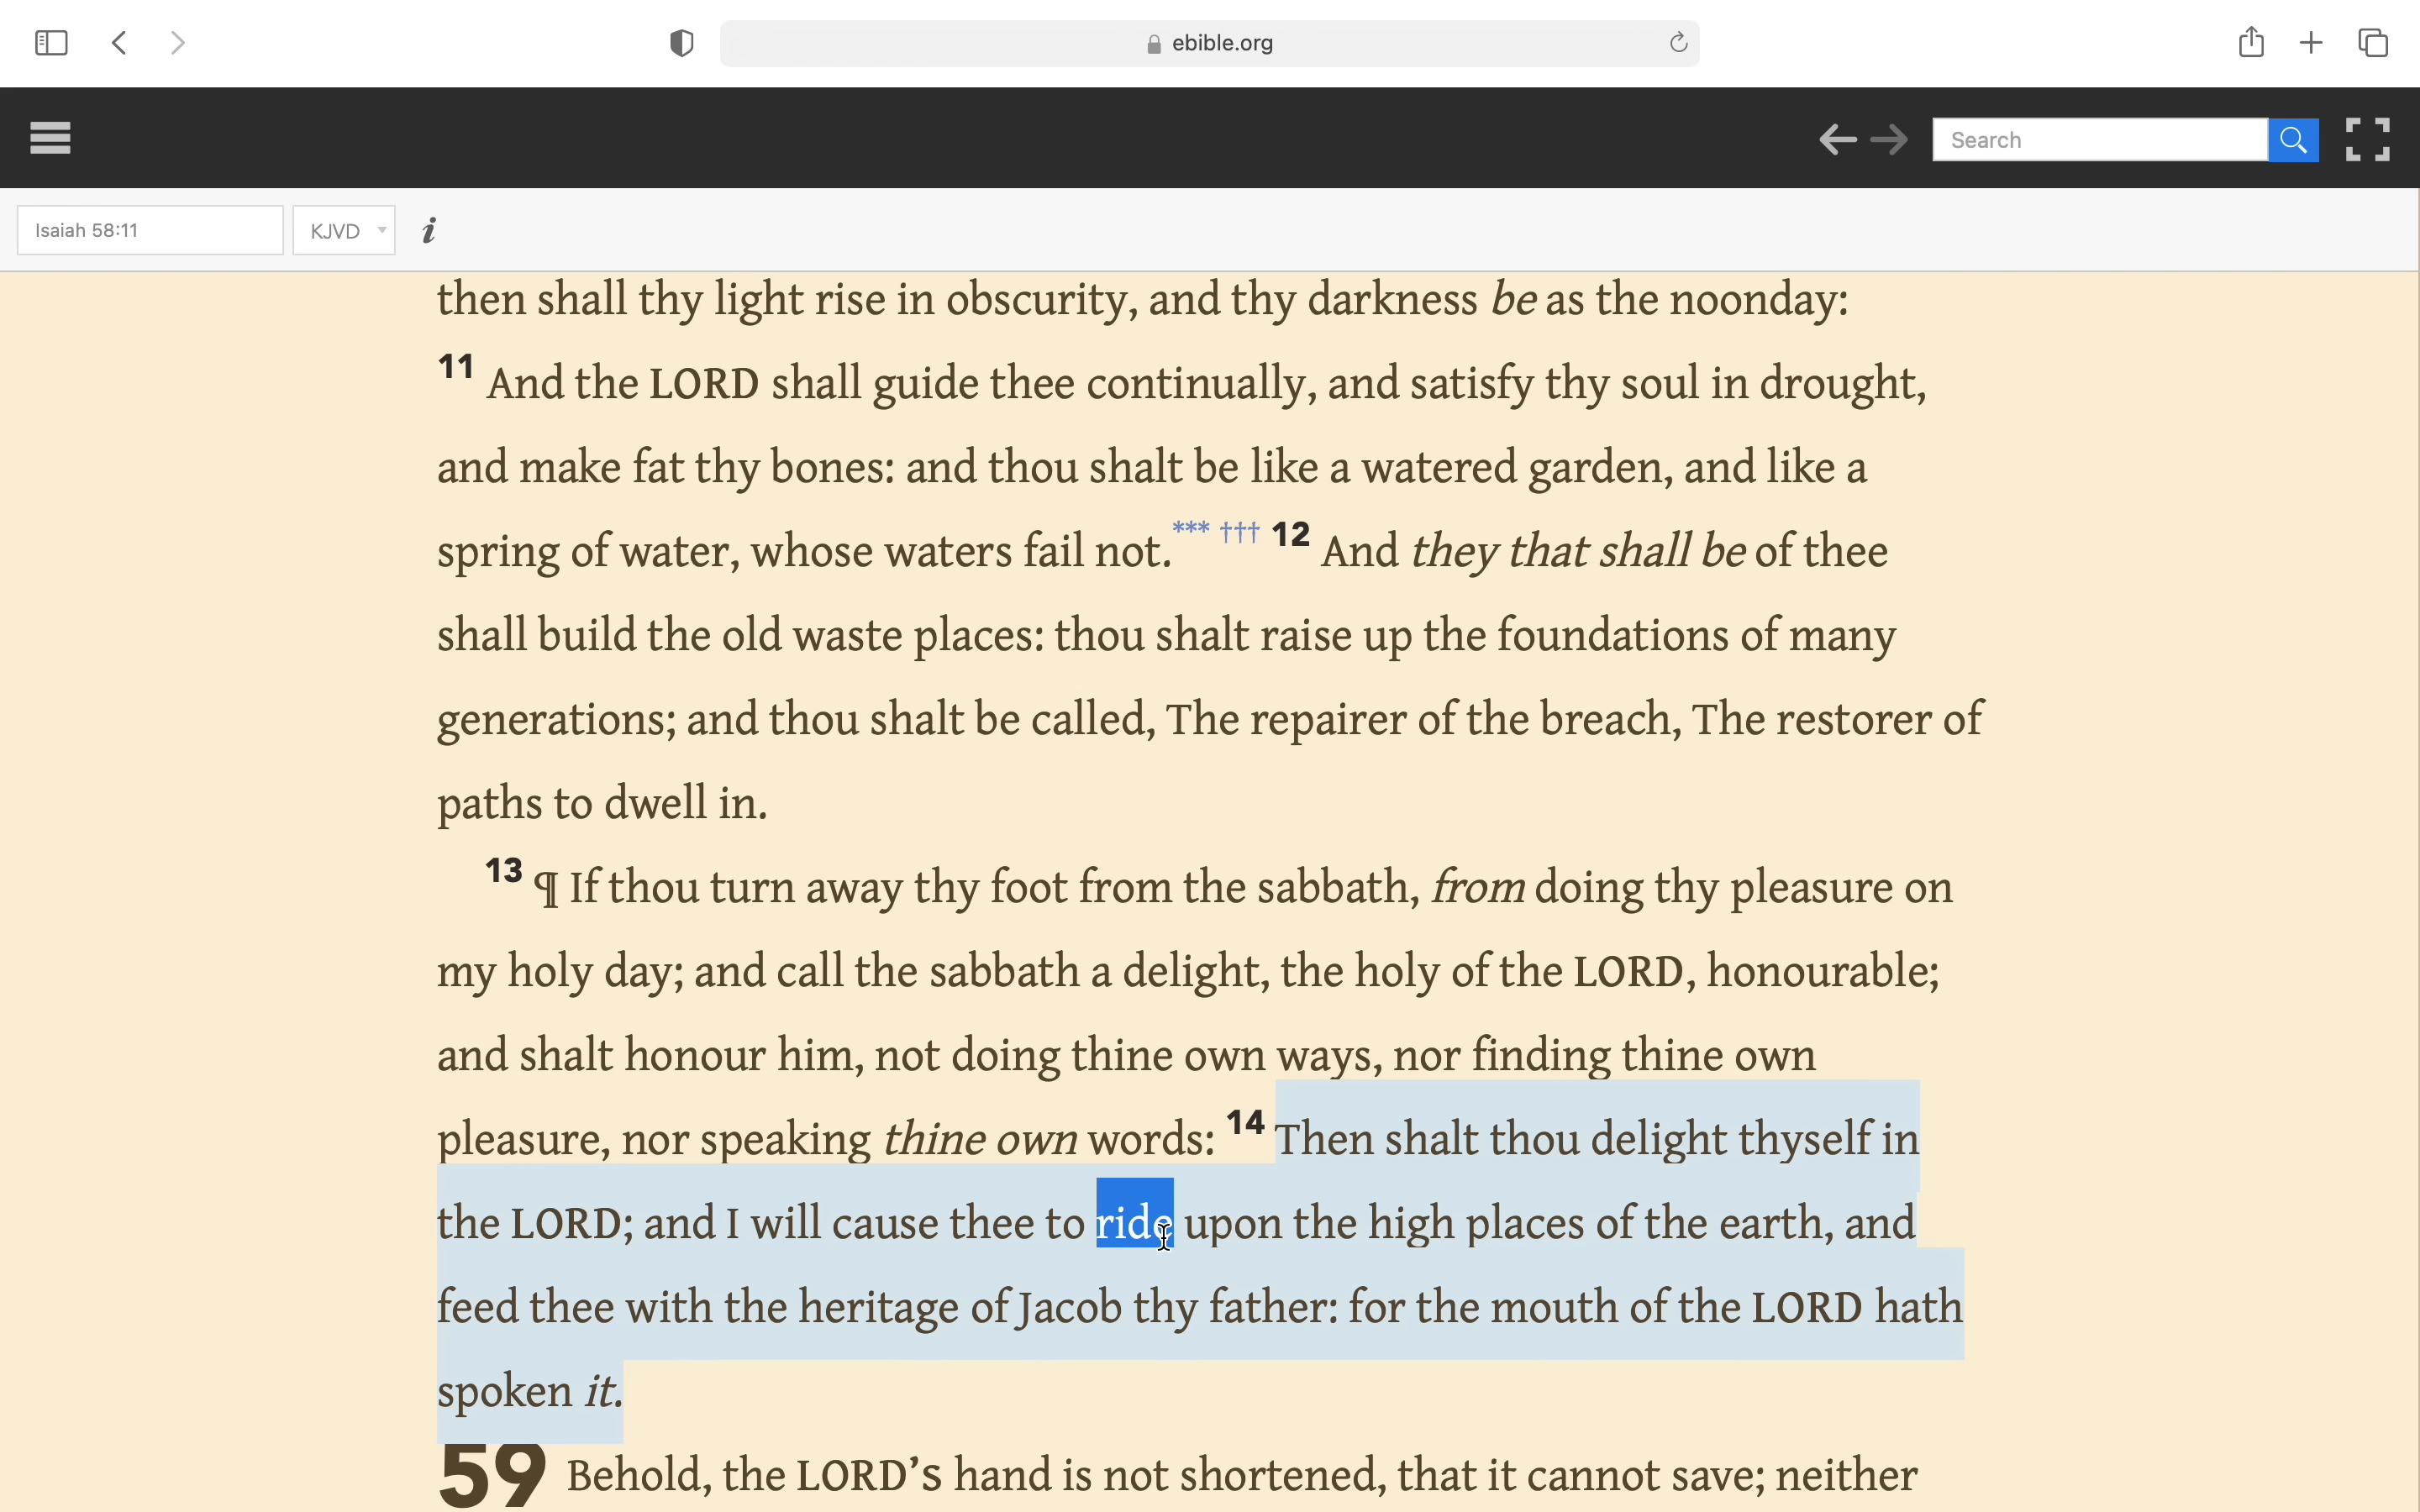 ebible.org
Search
Isaiah 58:11 KJVD i
then shall thy light rise in obscurity, and thy darkness be as the noonday:
11 And the LORD shall guide thee continually, and satisfy thy soul in drought,
and make fat thy bones: and thou shalt be like a watered garden, and like a
spring of water, whose waters fail not.*** ††† 12 And they that shall be of thee
shall build the old waste places: thou shalt raise up the foundations of many
generations; and thou shalt be called, The repairer of the breach, The restorer of
paths to dwell in.
13 ¶ If thou turn away thy foot from the sabbath, from doing thy pleasure on
my holy day; and call the sabbath a delight, the holy of the LORD, honourable;
and shalt honour him, not doing thine own ways, nor finding thine own
pleasure, nor speaking thine own words: 14 Then shalt thou delight thyself in
the LORD; and I will cause thee to ride upon the high places of the earth, and
feed thee with the heritage of Jacob thy father: for the mouth of the LORD hath
spoken it.
59 Behold, the LORD’s hand is not shortened, that it cannot save; neither